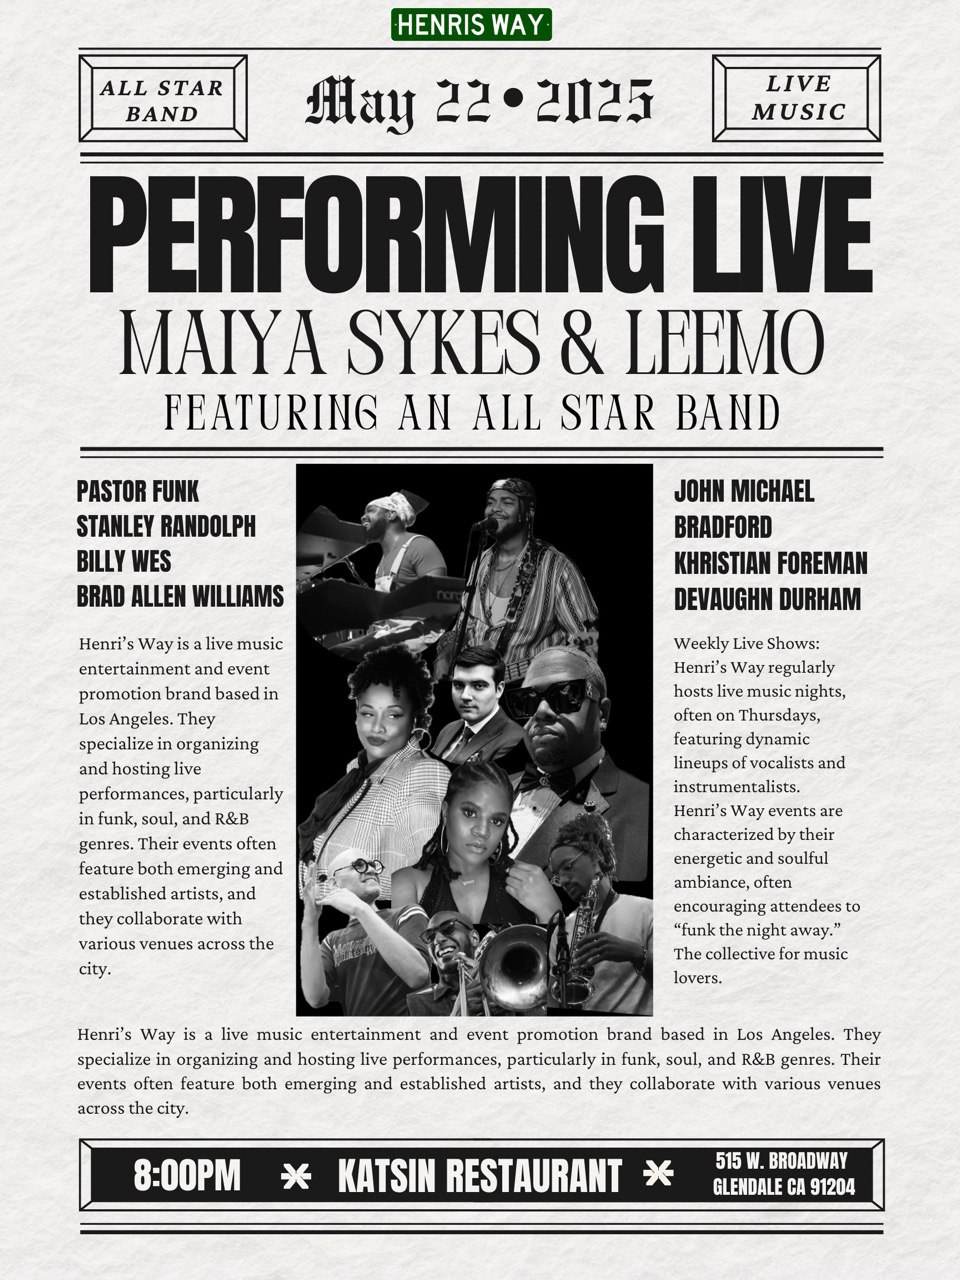 HENRIS WAY
ALL STAR
BAND
May 22•2025
LIVE
MUSIC
PERFORMING LIVE
MAIYA SYKES & LEEMO
FEATURING AN ALL STAR BAND
PASTOR FUNK
STANLEY RANDOLPH
BILLY WES
BRAD ALLEN WILLIAMS
Henri’s Way is a live music
entertainment and event
promotion brand based in
Los Angeles. They
specialize in organizing
and hosting live
performances, particularly
in funk, soul, and R&B
genres. Their events often
feature both emerging and
established artists, and
they collaborate with
various venues across the
city.
nord
JOHN MICHAEL
BRADFORD
KHRISTIAN FOREMAN
DEVAUGHN DURHAM
Weekly Live Shows:
Henri’s Way regularly
hosts live music nights,
often on Thursdays,
featuring dynamic
lineups of vocalists and
instrumentalists.
Henri’s Way events are
characterized by their
energetic and soulful
ambiance, often
encouraging attendees to
“funk the night away.”
The collective for music
lovers.
Henri’s Way is a live music entertainment and event promotion brand based in Los Angeles. They
specialize in organizing and hosting live performances, particularly in funk, soul, and R&B genres. Their
events often feature both emerging and established artists, and they collaborate with various venues
across the city.
8:00PM * KATSIN RESTAURANT *
515 W. BROADWAY
GLENDALE CA 91204